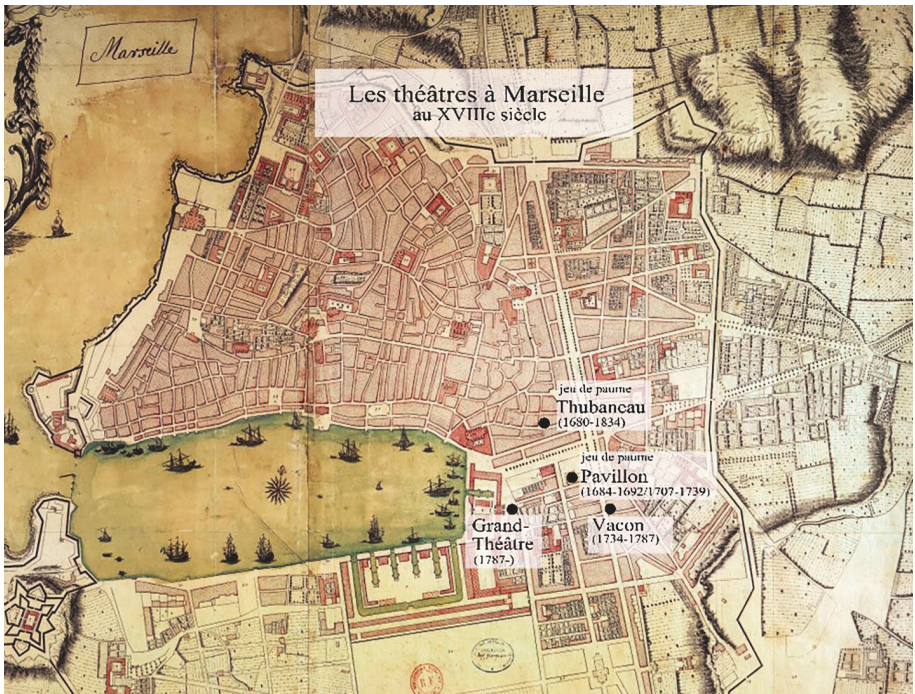 Marseille
Les théâtres à Marseille
au XVIIIe siècle
jeu de paume
Thubaneau
(1680-1834)
jeu de paume
Pavillon
(1684-1692/1707-1739)
Grand-
Théâtre
(1787-)
Vacon
(1734-1787)
R.F.